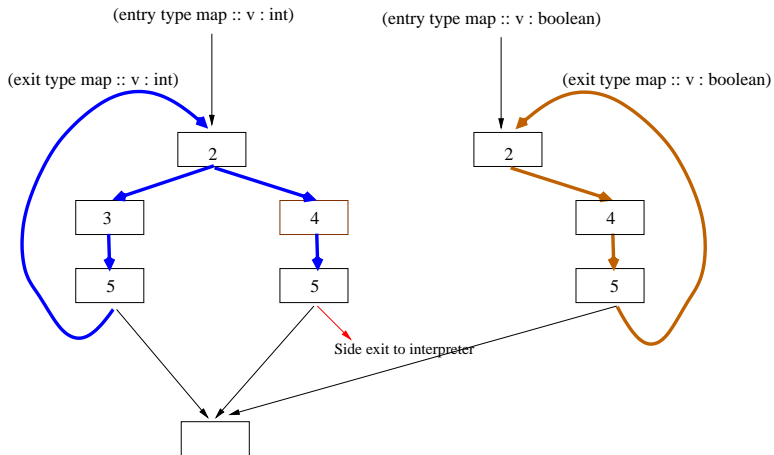 (entry type map :: v : int)
(entry type map :: v : boolean)
(exit type map :: v : int)
(exit type map :: v : boolean)
2
2
3
4
4
5
5
5
Side exit to interpreter